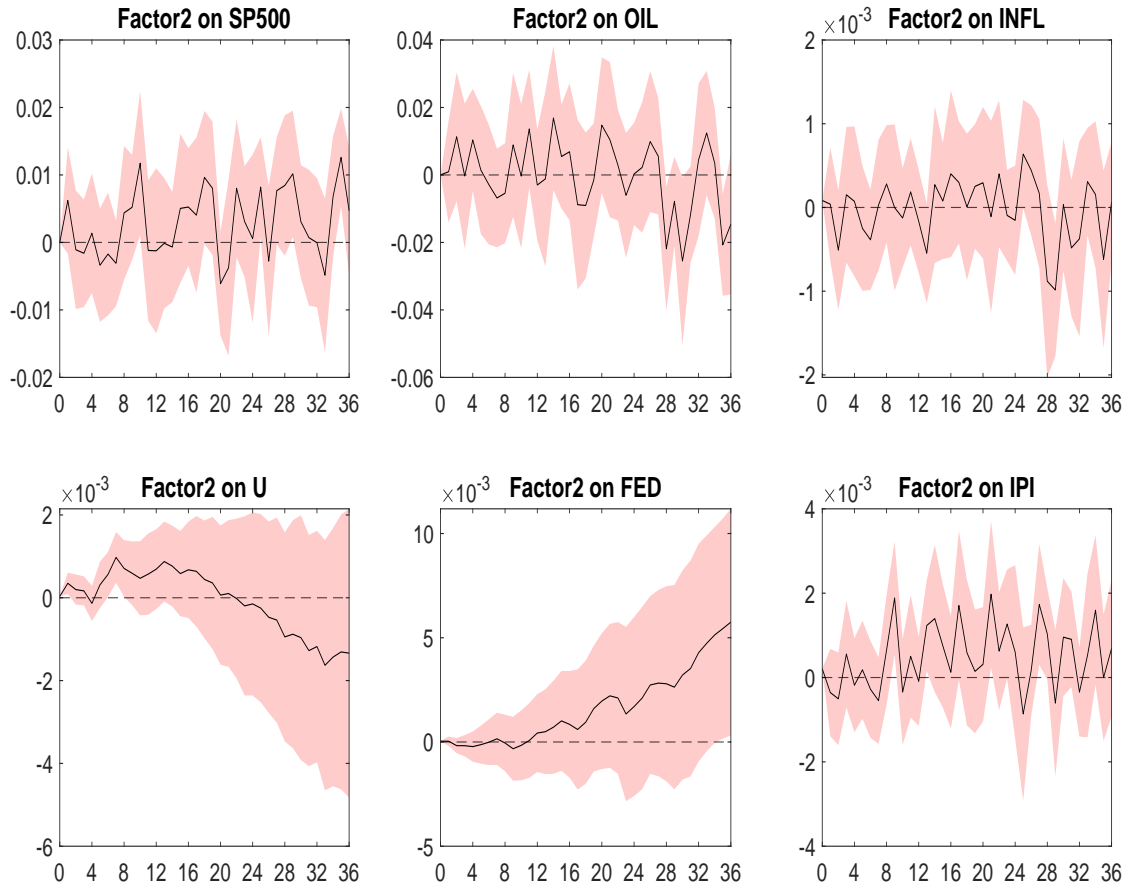 Factor2 on SP500
0.03
0.02
0.01
0
-0.01
-0.02
0 4 8 12 16 20 24 28 32 36
Factor2 on OIL
0.04
0.02
0
-0.02
-0.04
-0.06
0 4 8 12 16 20 24 28 32 36
×10-3 Factor2 on INFL
2
1
0
-1
-2
0 4 8 12 16 20 24 28 32 36
×10-3 Factor2 on U
2
0
-2
-4
-6
0 4 8 12 16 20 24 28 32 36
×10-3 Factor2 on FED
10
5
0
-5
0 4 8 12 16 20 24 28 32 36
×10-3 Factor2 on IPI
4
2
0
-2
-4
0 4 8 12 16 20 24 28 32 36